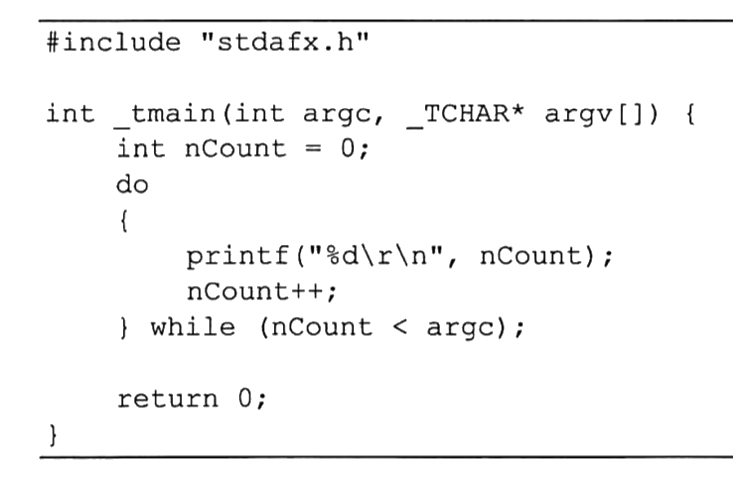 #include "stdafx.h"

int _tmain(int argc, _TCHAR* argv[]) {
    int nCount = 0;
    do
    {
        printf("%d\r\n", nCount);
        nCount++;
    } while (nCount < argc);

    return 0;
}